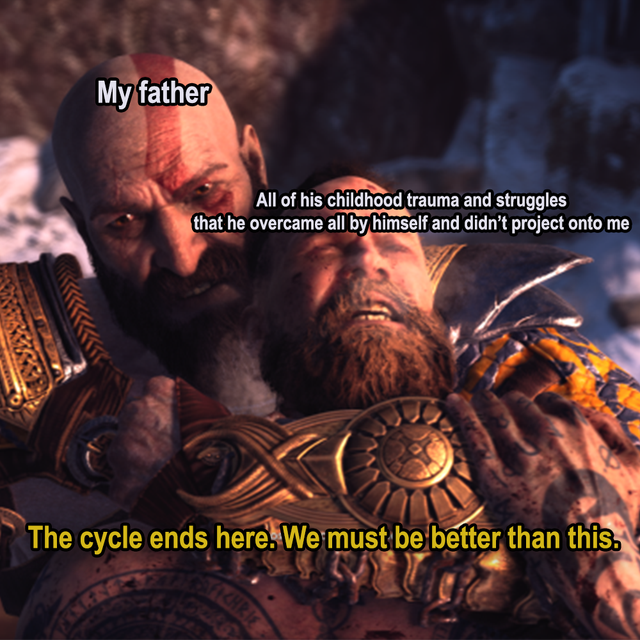 My father
All of his childhood trauma and struggles
that he overcame all by himself and didn't project onto me
The cycle ends here. We must be better than this.